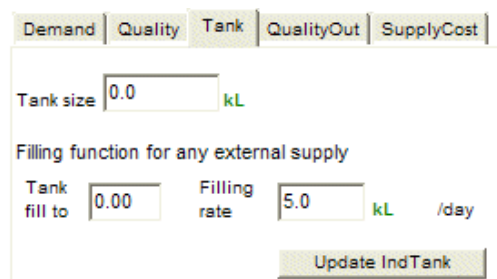 Demand Quality Tank QualityOut SupplyCost
Tank size 0.0 kL
Filling function for any external supply
Tank fill to 0.00 Filling rate 5.0 kL /day
Update IndTank